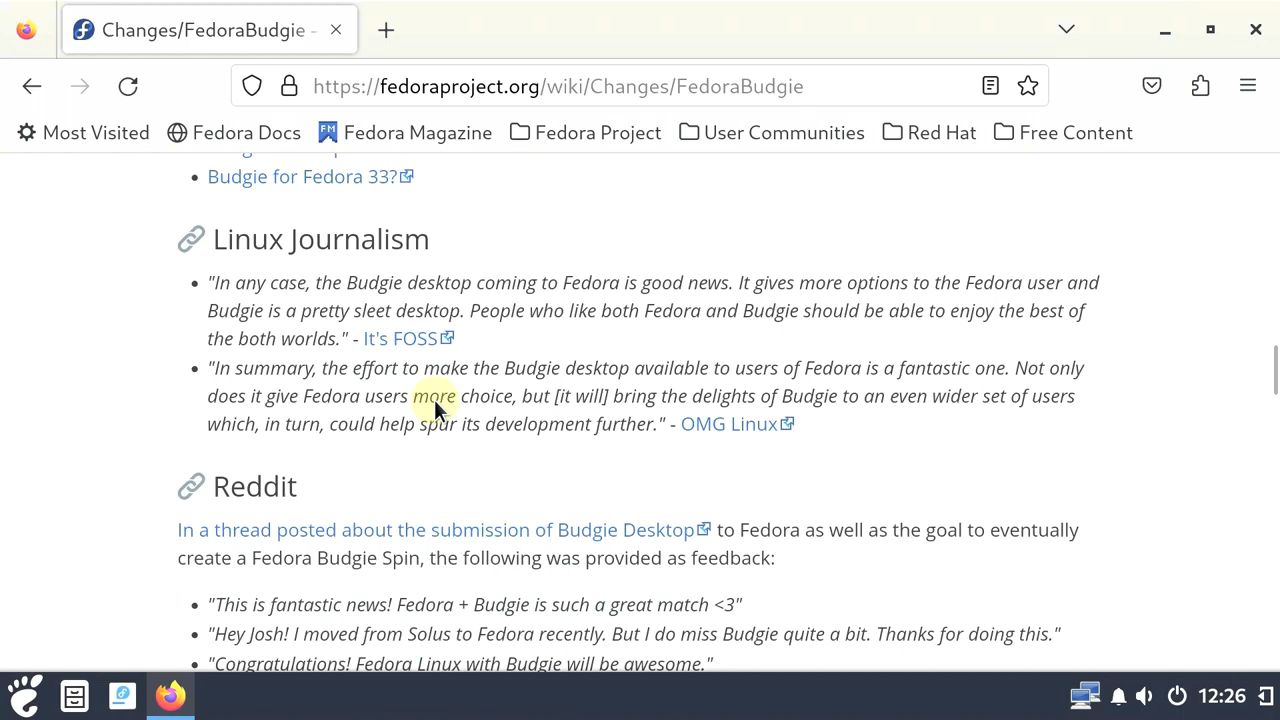 Changes/FedoraBudgie -
https://fedoraproject.org/wiki/Changes/FedoraBudgie
Most Visited Fedora Docs Fedora Magazine Fedora Project User Communities Red Hat Free Content
Budgie for Fedora 33?
Linux Journalism
"In any case, the Budgie desktop coming to Fedora is good news. It gives more options to the Fedora user and
Budgie is a pretty sleet desktop. People who like both Fedora and Budgie should be able to enjoy the best of
the both worlds." - It's FOSS
"In summary, the effort to make the Budgie desktop available to users of Fedora is a fantastic one. Not only
does it give Fedora users more choice, but [it will] bring the delights of Budgie to an even wider set of users
which, in turn, could help spur its development further." - OMG Linux
Reddit
In a thread posted about the submission of Budgie Desktop to Fedora as well as the goal to eventually
create a Fedora Budgie Spin, the following was provided as feedback:
"This is fantastic news! Fedora + Budgie is such a great match <3"
"Hey Josh! I moved from Solus to Fedora recently. But I do miss Budgie quite a bit. Thanks for doing this."
"Congratulations! Fedora Linux with Budgie will be awesome."
12:26